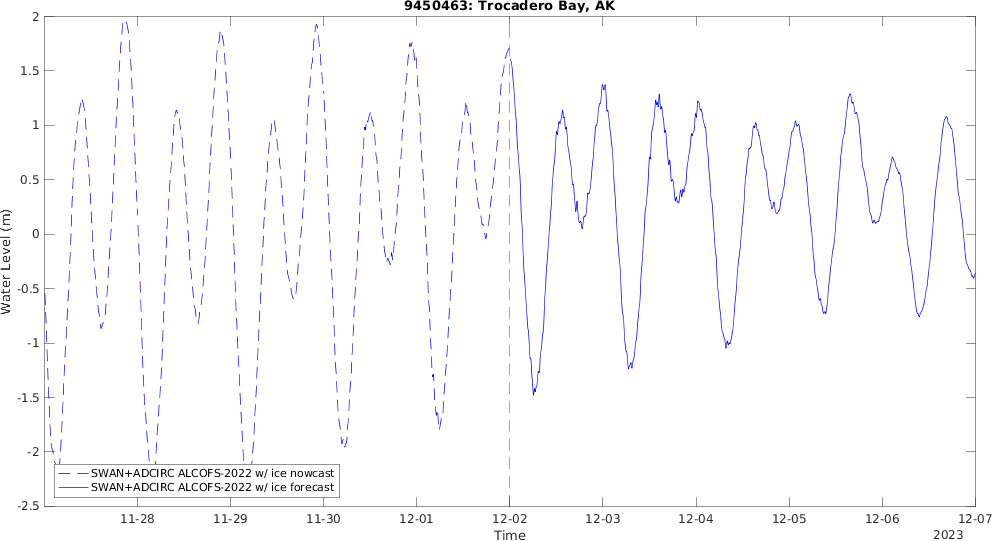 9450463: Trocadero Bay, AK
Water Level (m)
2
1.5
1
0.5
0
-0.5
-1
-1.5
-2
-2.5
SWAN+ADCIRC ALCOFS-2022 w/ ice nowcast
SWAN+ADCIRC ALCOFS-2022 w/ ice forecast
11-28 11-29 11-30 12-01 12-02 12-03 12-04 12-05 12-06 12-07
Time
2023